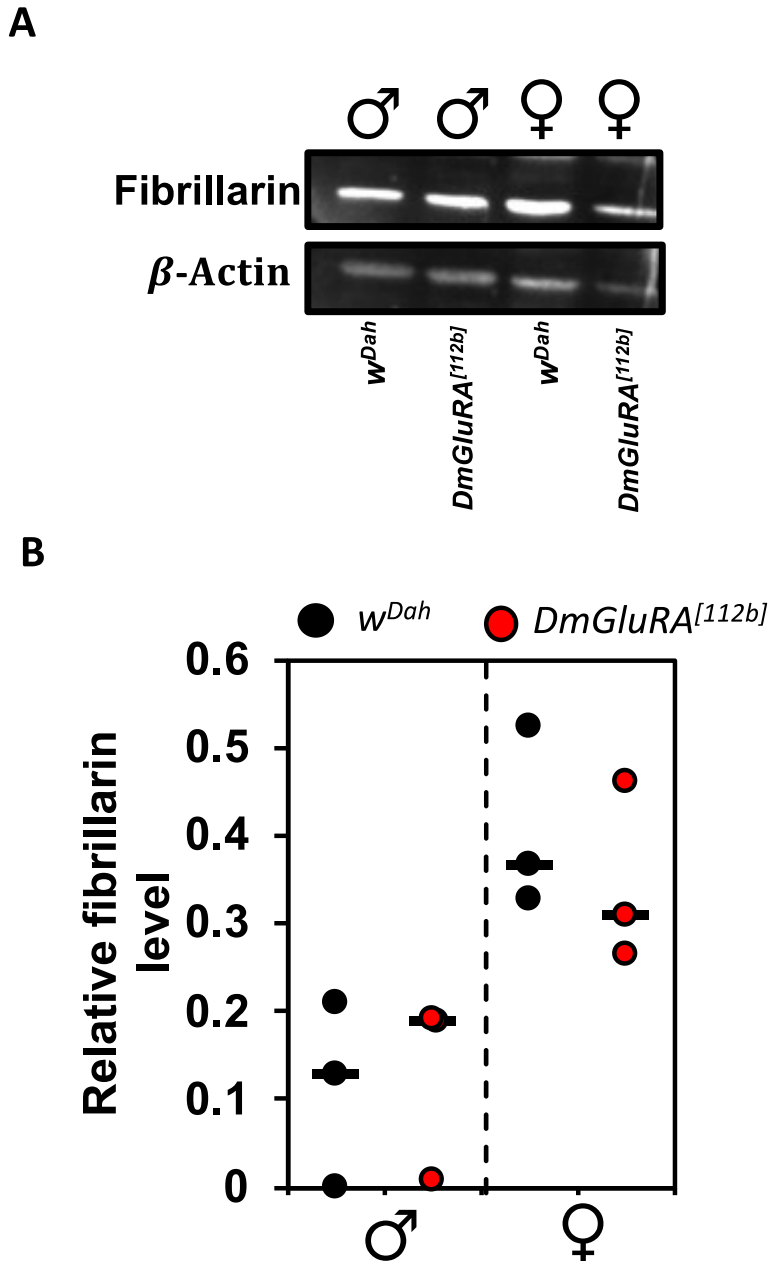 A
♂ ♂ ♀ ♀
Fibrillarin
β-Actin
w^Dah
DmGluRA^[112b]
w^Dah
DmGluRA^[112b]
B
w^Dah DmGluRA^[112b]
Relative fibrillarin
level
0.6
0.5
0.4
0.3
0.2
0.1
0
♂ ♀